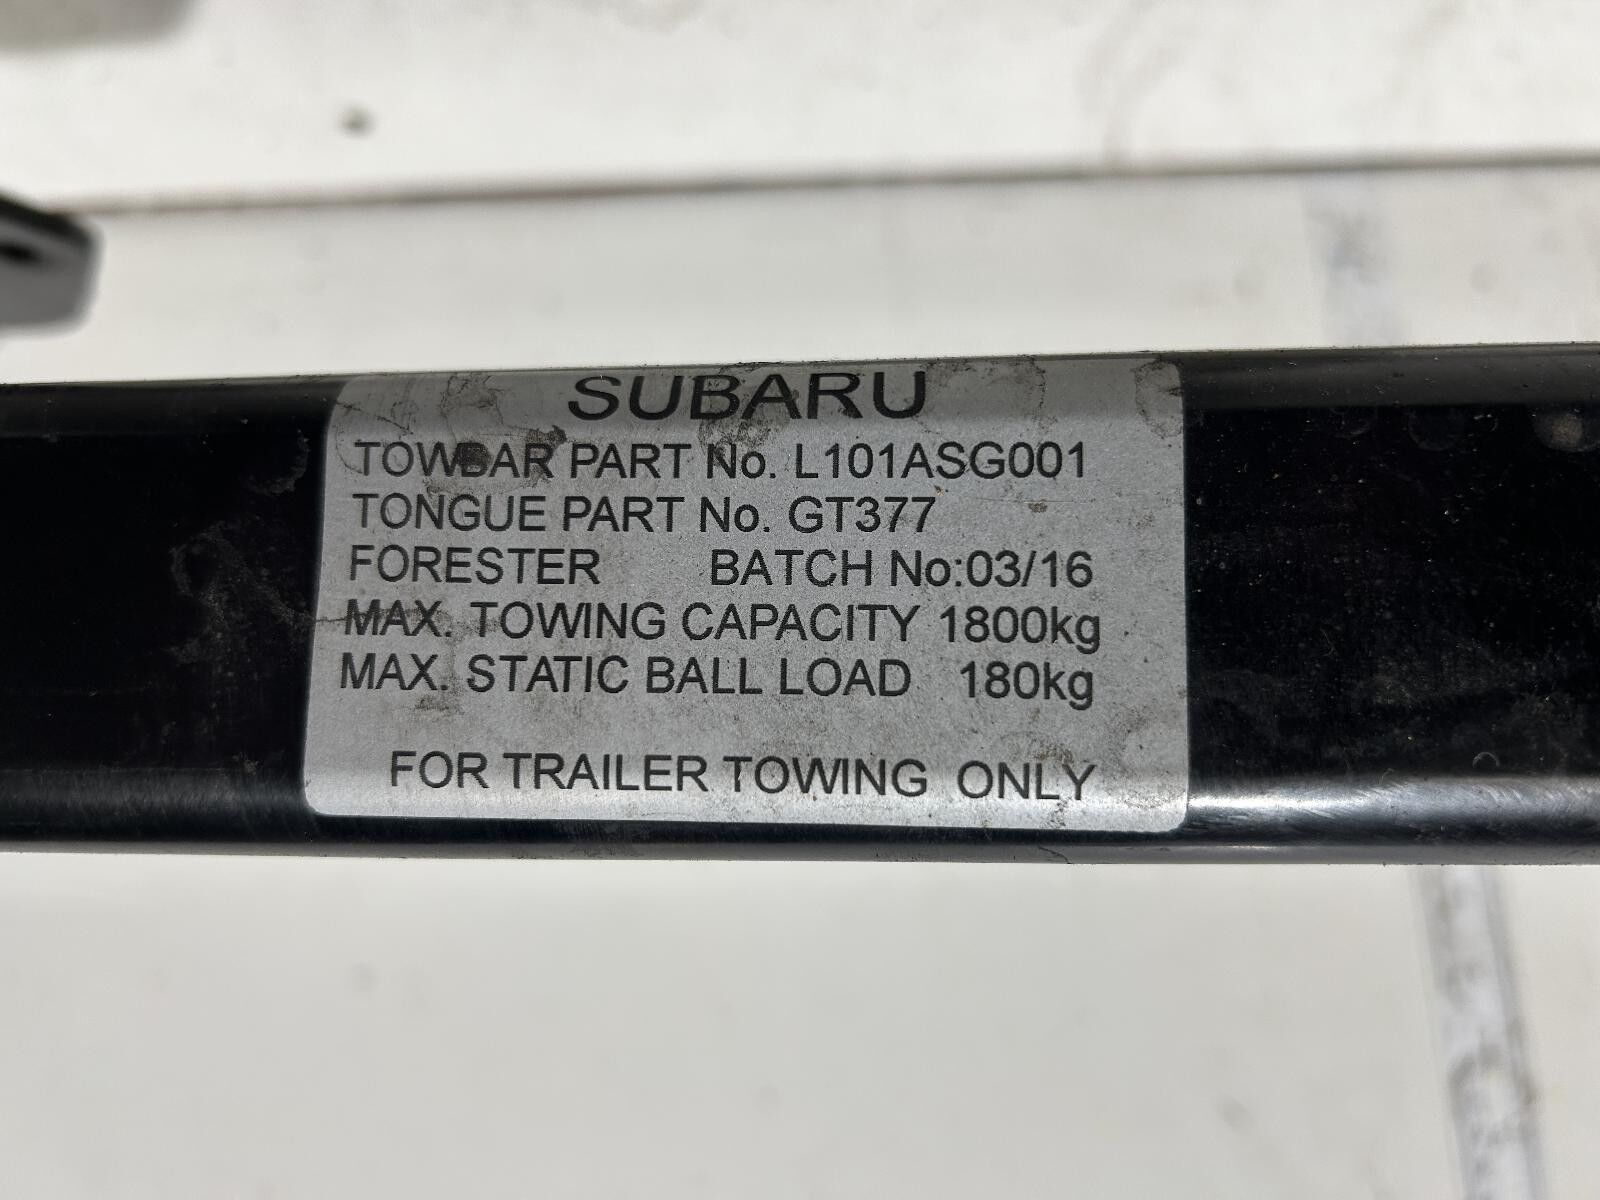 SUBARU
TOWBAR PART No. L101ASG001
TONGUE PART No. GT377
FORESTER BATCH No:03/16
MAX. TOWING CAPACITY 1800kg
MAX. STATIC BALL LOAD 180kg
FOR TRAILER TOWING ONLY